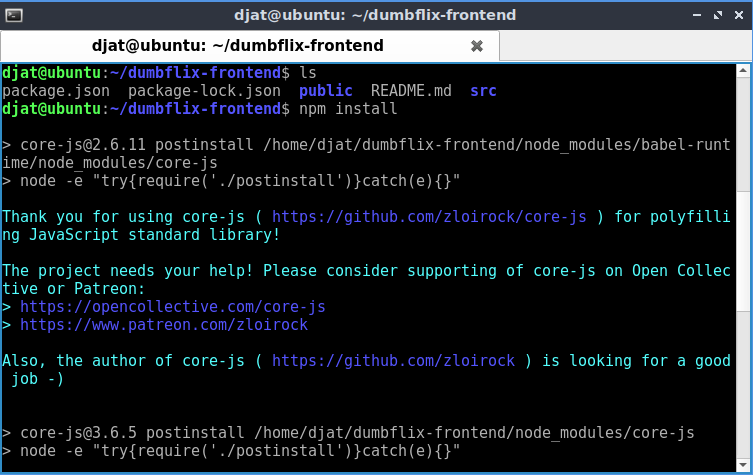 djat@ubuntu: ~/dumbflix-frontend
djat@ubuntu: ~/dumbflix-frontend
djat@ubuntu:~/dumbflix-frontend$ ls
package.json  package-lock.json  public  README.md  src
djat@ubuntu:~/dumbflix-frontend$ npm install

> core-js@2.6.11 postinstall /home/djat/dumbflix-frontend/node_modules/babel-runt
ime/node_modules/core-js
> node -e "try{require('./postinstall')}catch(e){}"

Thank you for using core-js ( https://github.com/zloirock/core-js ) for polyfilli
ng JavaScript standard library!

The project needs your help! Please consider supporting of core-js on Open Collec
tive or Patreon:
> https://opencollective.com/core-js
> https://www.patreon.com/zloirock

Also, the author of core-js ( https://github.com/zloirock ) is looking for a good
 job -)

> core-js@3.6.5 postinstall /home/djat/dumbflix-frontend/node_modules/core-js
> node -e "try{require('./postinstall')}catch(e){}"